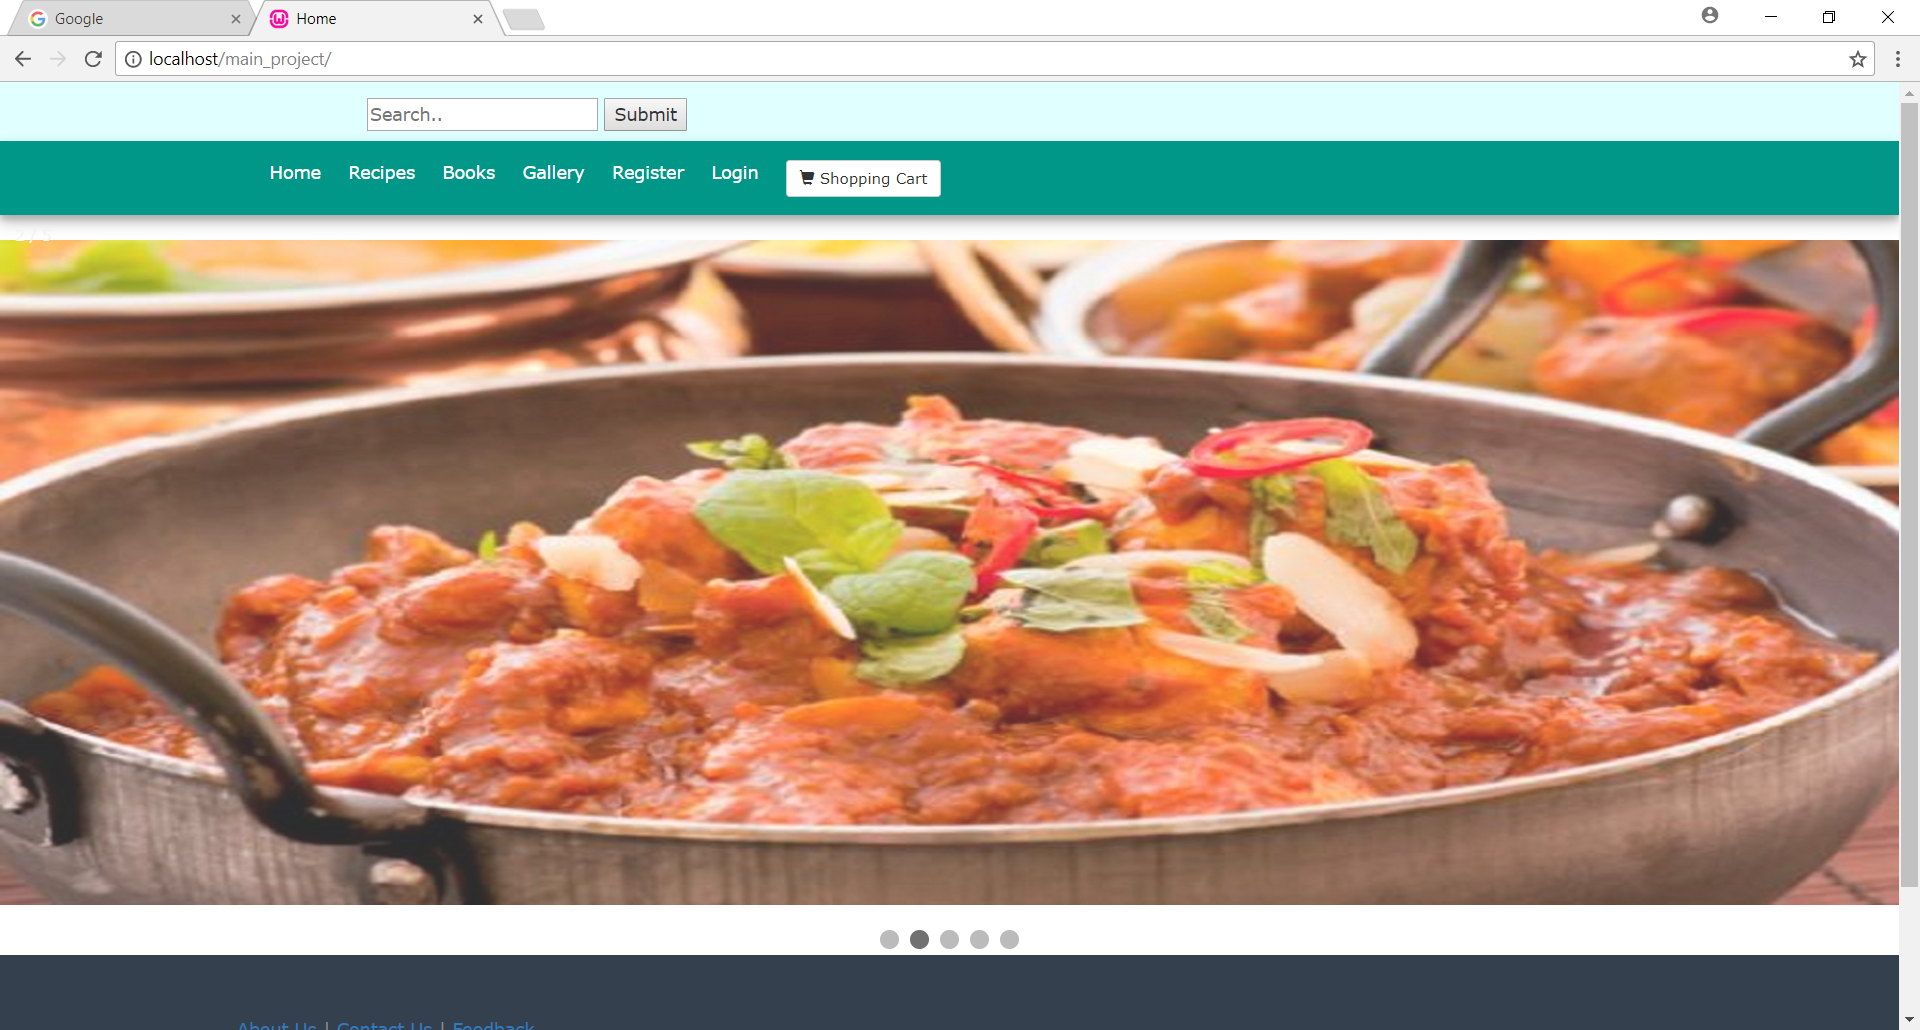 Google
Home
localhost/main_project/
Search..
Submit
Home Recipes Books Gallery Register Login Shopping Cart
About Us | Contact Us | Feedback